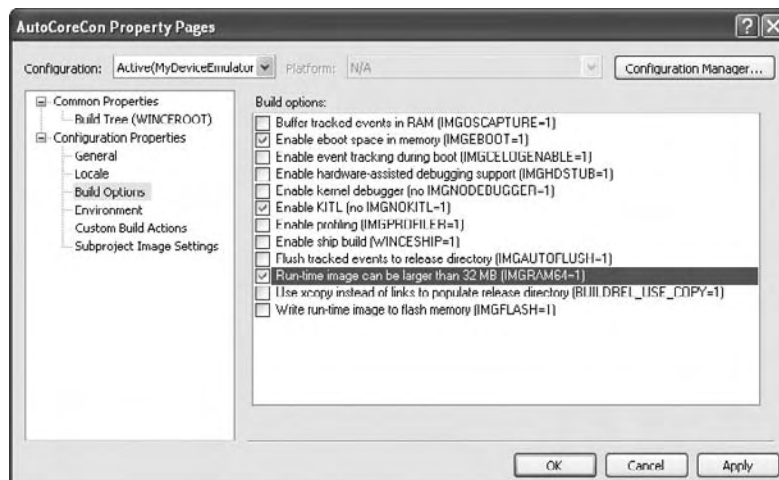 AutoCoreCon Property Pages
Configuration: Active(MyDeviceEmulator Platform: N/A Configuration Manager...
Common Properties
Build Tree (WINCEROOT)
Configuration Properties
General
Locale
Build Options
Environment
Custom Build Actions
Subproject Image Settings
Build options:
Buffer tracked events in RAM (IMGOSCAPTURE=1)
Enable eboot space in memory (IMGEBOOT=1)
Enable event tracking during boot (IMGCELOGENABLE=1)
Enable hardware-assisted debugging support (IMGHDSTUB=1)
Enable kernel debugger (no IMGNODEBUGGER=1)
Enable KITL (no IMGNOKITL=1)
Enable profiling (IMGPROFILER=1)
Enable ship build (WINCESHIP=1)
Flush tracked events to release directory (IMGAUTOFLUSH=1)
Run-time image can be larger than 32 MB (IMGRAM64=1)
Use xcopy instead of links to populate release directory (BUILDREL_USE_COPY=1)
Write run-time image to flash memory (IMGFLASH=1)
OK Cancel Apply